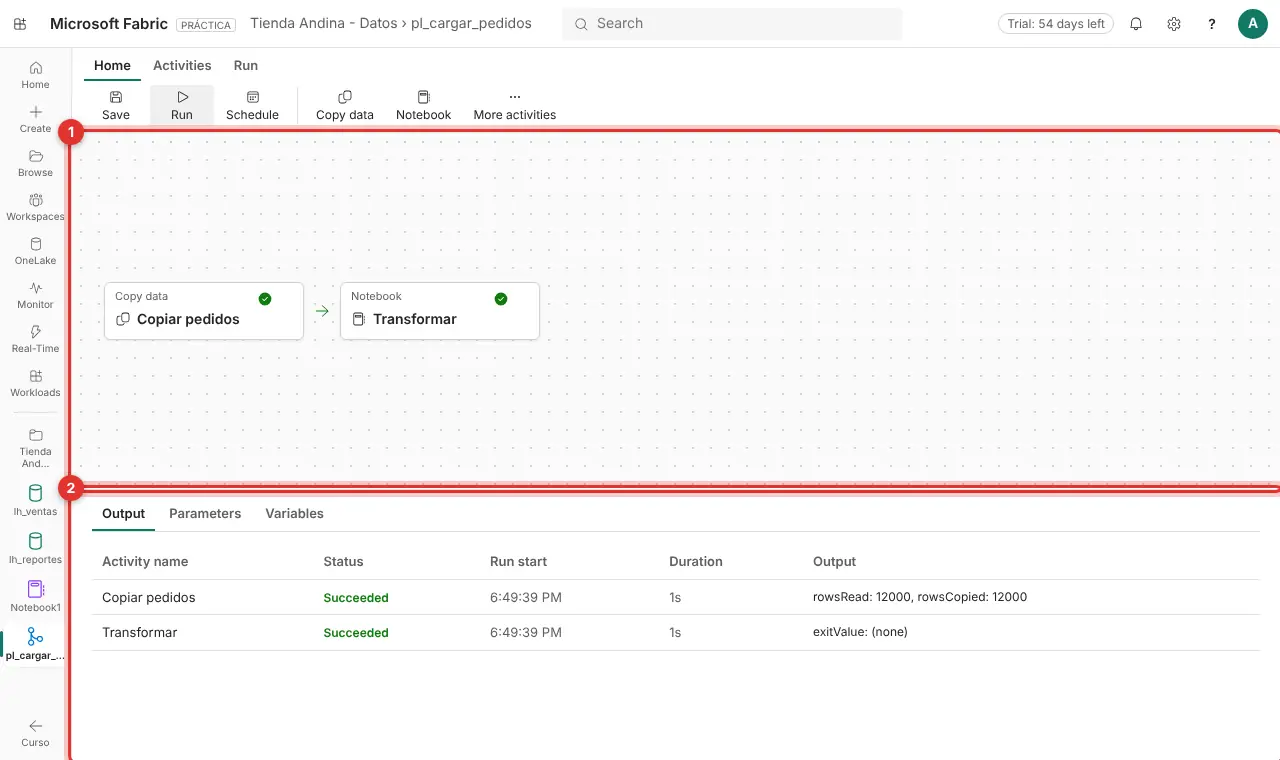 Microsoft Fabric PRÁCTICA Tienda Andina - Datos › pl_cargar_pedidos Search Trial: 54 days left ? A
Home Activities Run
Save Run Schedule Copy data Notebook More activities
Home
Create
Browse
Workspaces
OneLake
Monitor
Real-Time
Workloads
Tienda
And...
lh_ventas
lh_reportes
Notebook1
pl_cargar_...
Curso
1
Copy data
Copiar pedidos
Notebook
Transformar
2
Output Parameters Variables
Activity name Status Run start Duration Output
Copiar pedidos Succeeded 6:49:39 PM 1s rowsRead: 12000, rowsCopied: 12000
Transformar Succeeded 6:49:39 PM 1s exitValue: (none)